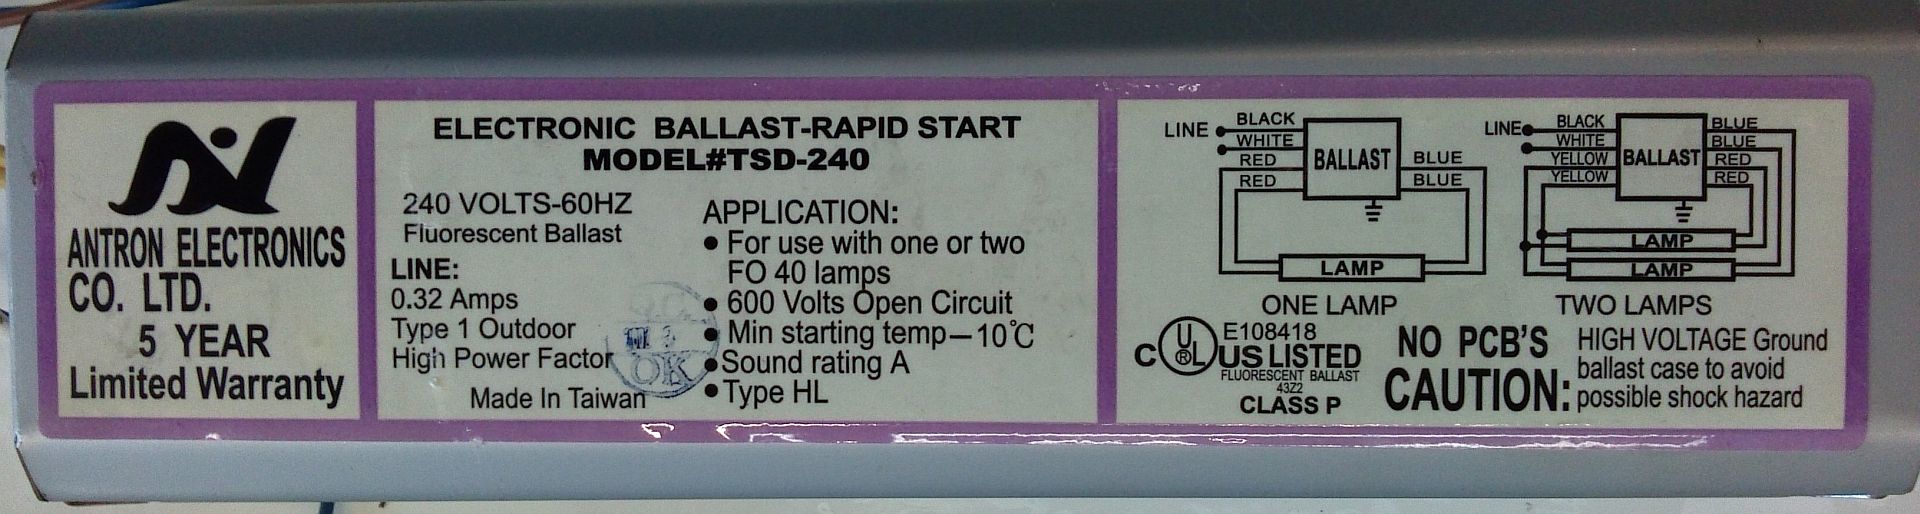 ANTRON ELECTRONICS
CO. LTD.
5 YEAR
Limited Warranty
ELECTRONIC BALLAST-RAPID START
MODEL#TSD-240
240 VOLTS-60HZ
Fluorescent Ballast
LINE:
0.32 Amps
Type 1 Outdoor
High Power Factor
Made In Taiwan
OK
APPLICATION:
• For use with one or two
FO 40 lamps
• 600 Volts Open Circuit
• Min starting temp—10℃
• Sound rating A
• Type HL
LINE
BLACK
WHITE
RED
RED
BALLAST
BLUE
BLUE
LAMP
ONE LAMP
LINE
BLACK
WHITE
YELLOW
YELLOW
BALLAST
BLUE
BLUE
RED
RED
LAMP
LAMP
TWO LAMPS
C UL® US LISTED
E108418
FLUORESCENT BALLAST
43Z2
CLASS P
NO PCB'S
CAUTION:
HIGH VOLTAGE Ground
ballast case to avoid
possible shock hazard